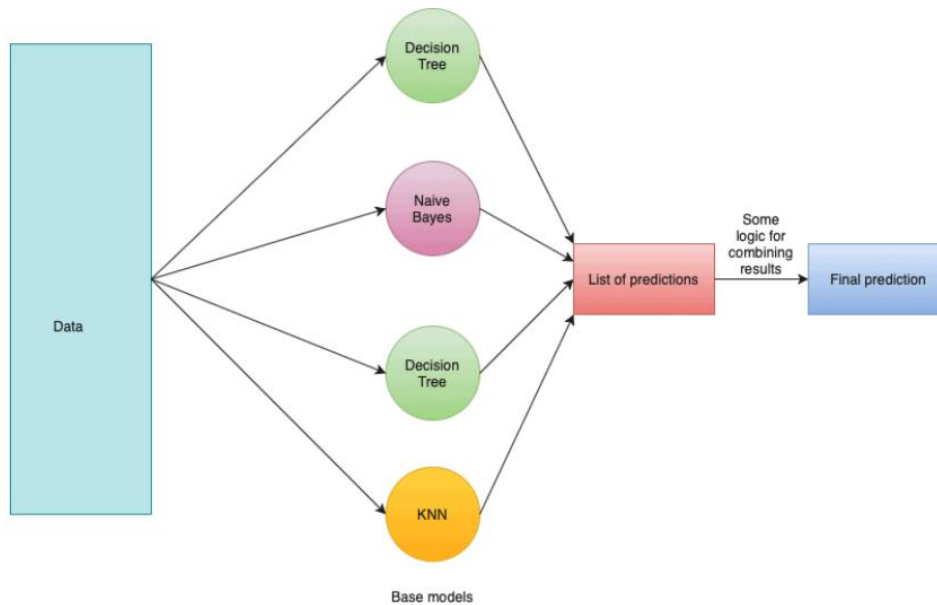 Data
Decision
Tree
Naive
Bayes
Decision
Tree
KNN
Base models
List of predictions
Some
logic for
combining
results
Final prediction